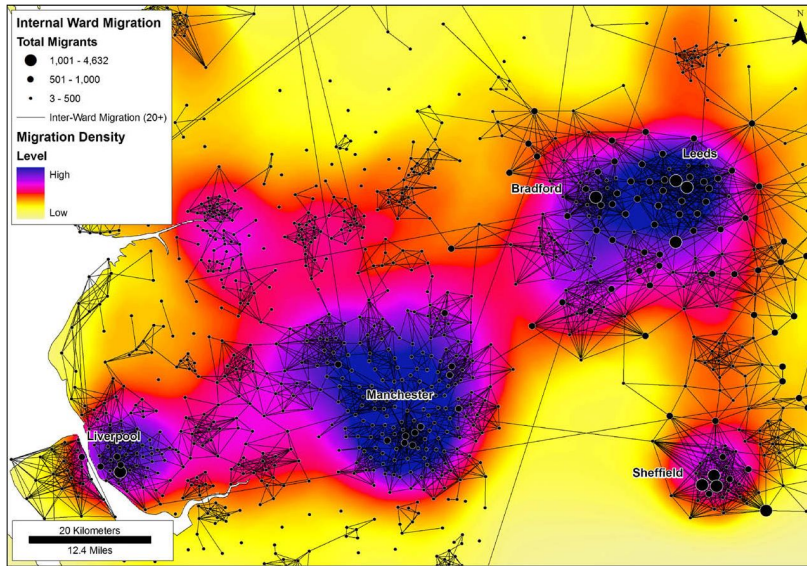 Internal Ward Migration
Total Migrants
1,001 - 4,632
501 - 1,000
3 - 500
Inter-Ward Migration (20+)
Migration Density
Level
High
Low
N
Leeds
Bradford
Manchester
Liverpool
Sheffield
20 Kilometers
12.4 Miles